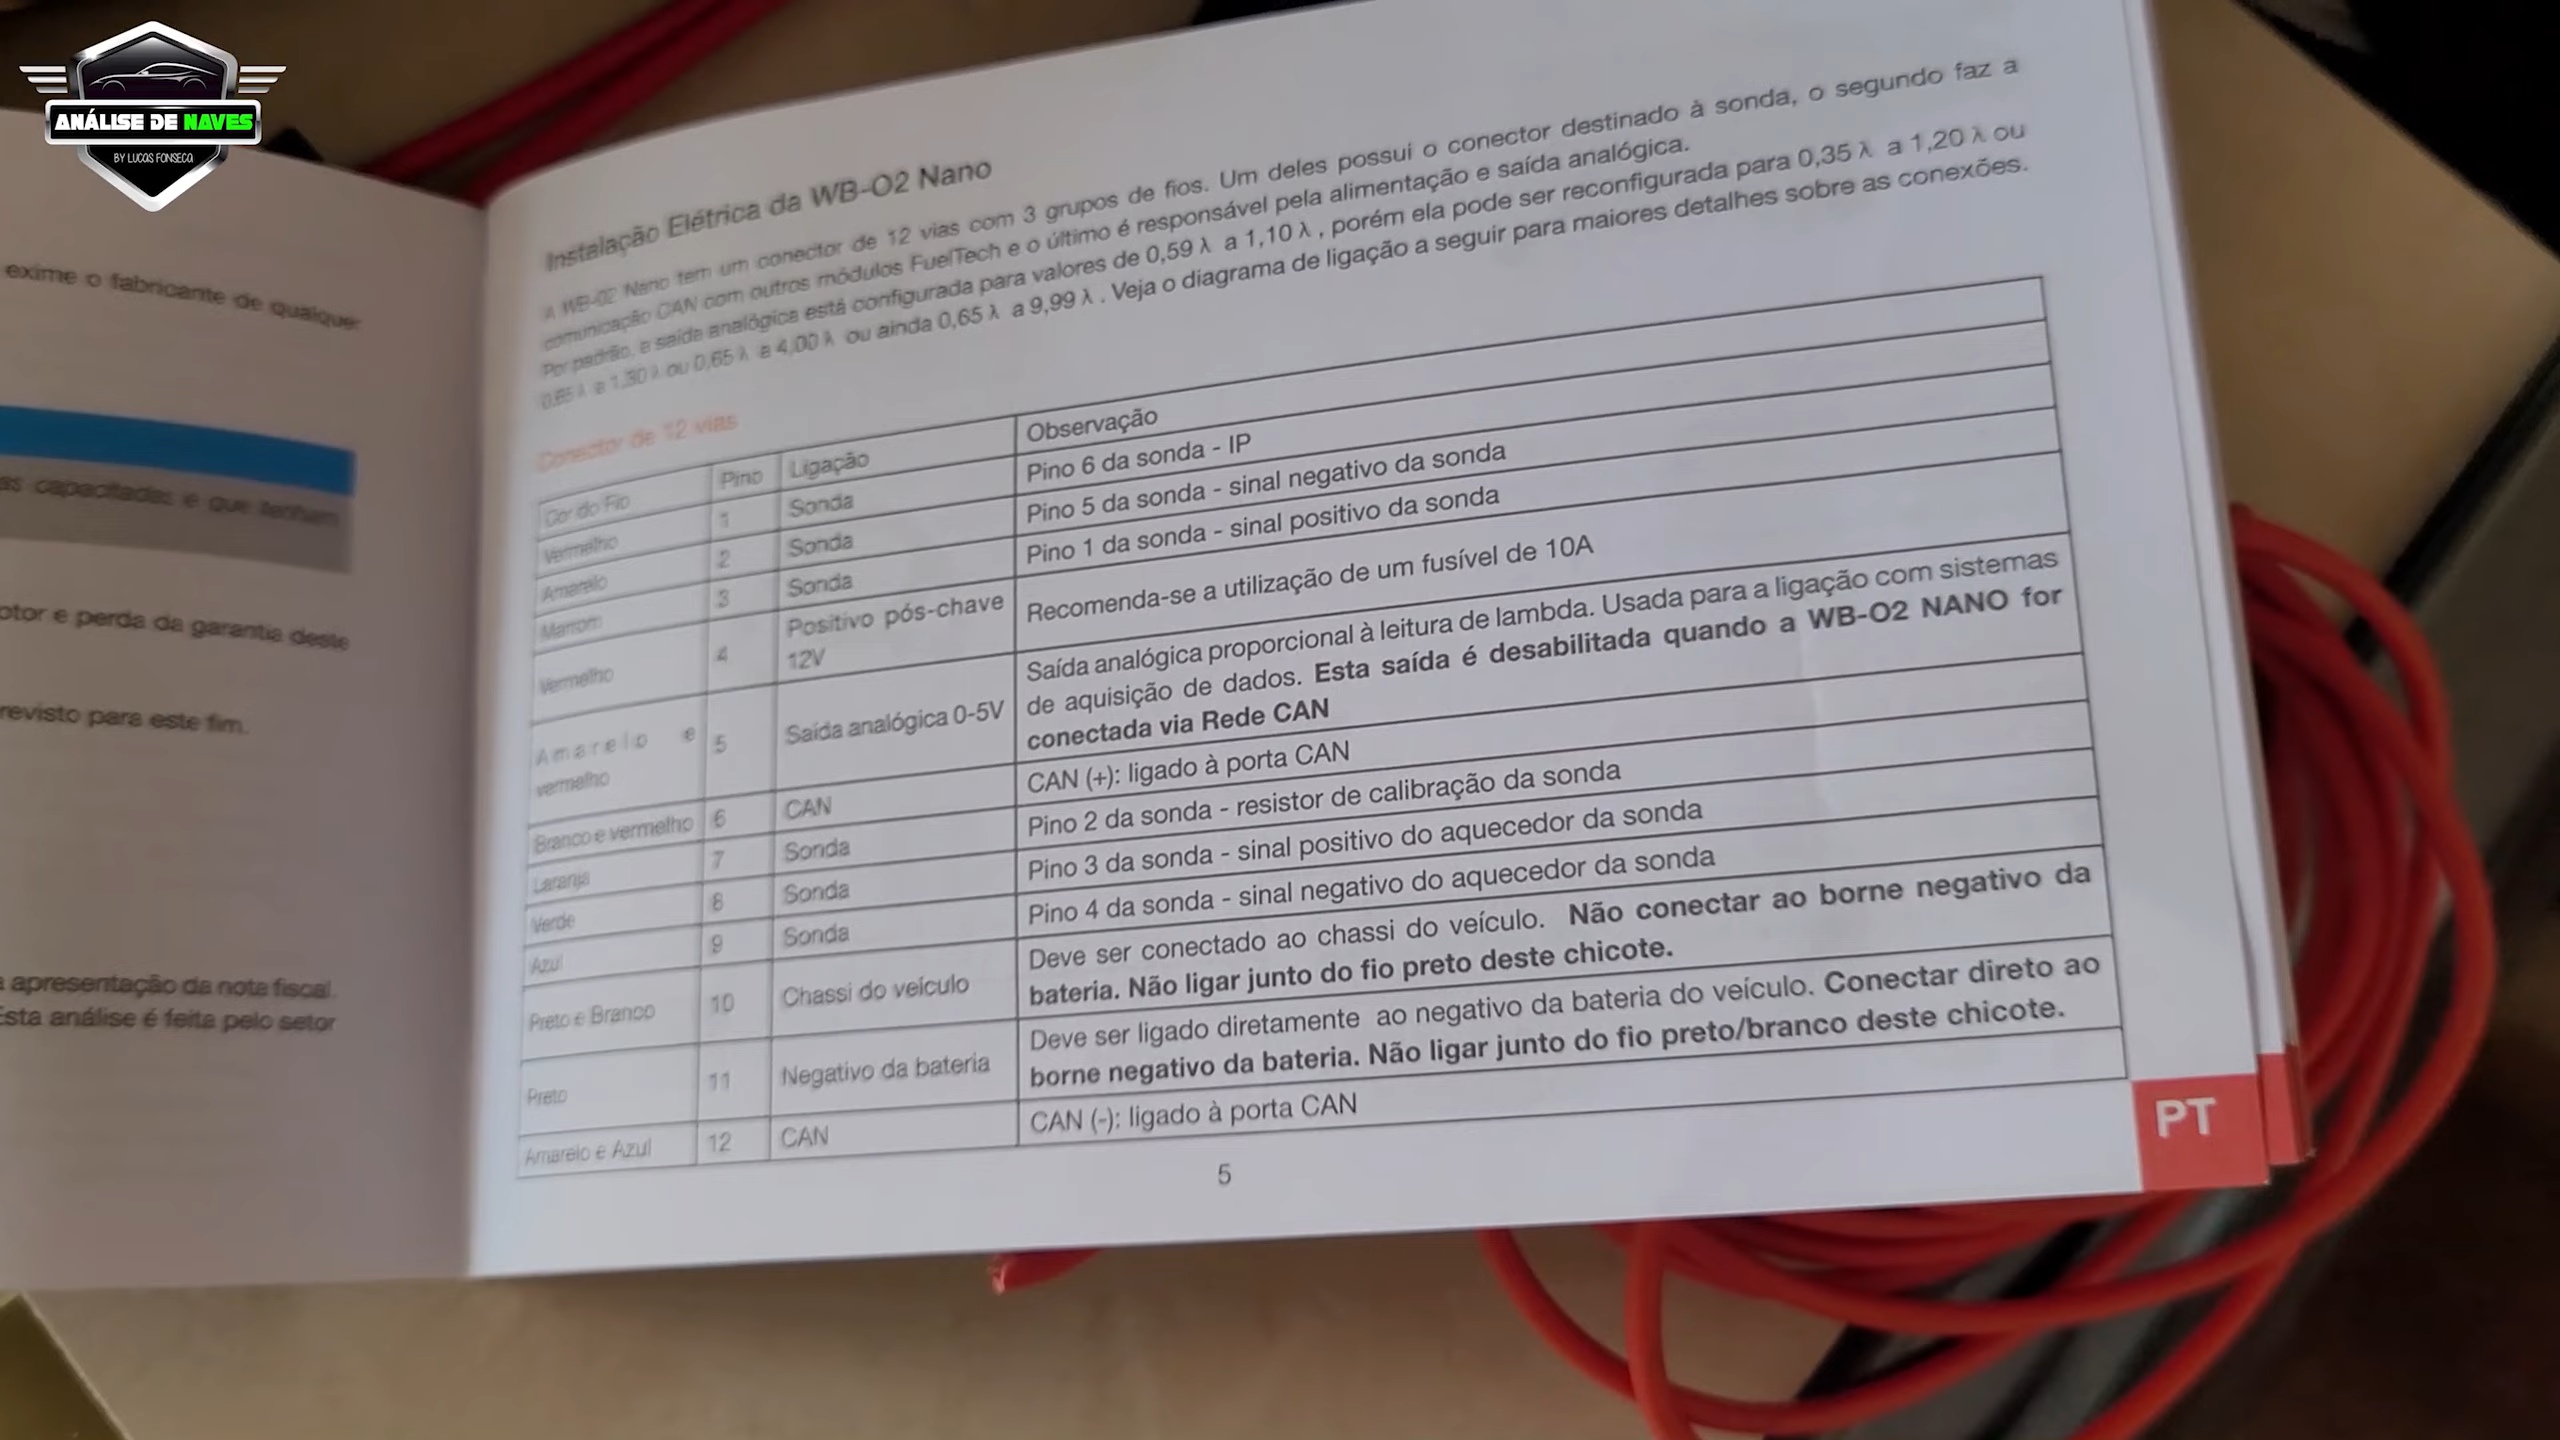 ANÁLISE DE NAVES
BY LUCAS FONSECA
exime o fabricante de qualquer
as capacitadas e que tenham
otor e perda da garantia deste
revisto para este fim.
a apresentação da nota fiscal.
Esta análise é feita pelo setor
Instalação Elétrica da WB-O2 Nano
A WB-02 Nano tem um conector de 12 vias com 3 grupos de fios. Um deles possui o conector destinado à sonda, o segundo faz a
comunicação CAN com outros módulos FuelTech e o último é responsável pela alimentação e saída analógica.
Por padrão, a saída analógica está configurada para valores de 0,59 λ a 1,10 λ , porém ela pode ser reconfigurada para 0,35 λ a 1,20 λ ou
0,65 λ a 1,30 λ ou 0,65 λ a 4,00 λ ou ainda 0,65 λ a 9,99 λ . Veja o diagrama de ligação a seguir para maiores detalhes sobre as conexões.
Conector de 12 vias
Cor do Fio Pino Ligação Observação
Vermelho 1 Sonda Pino 6 da sonda - IP
Amarelo 2 Sonda Pino 5 da sonda - sinal negativo da sonda
Marrom 3 Sonda Pino 1 da sonda - sinal positivo da sonda
Vermelho 4 Positivo pós-chave
12V
Recomenda-se a utilização de um fusível de 10A
Amarelo e
vermelho
5 Saída analógica 0-5V
Saída analógica proporcional à leitura de lambda. Usada para a ligação com sistemas
de aquisição de dados. Esta saída é desabilitada quando a WB-O2 NANO for
conectada via Rede CAN
Branco e vermelho 6 CAN CAN (+): ligado à porta CAN
Laranja 7 Sonda Pino 2 da sonda - resistor de calibração da sonda
Verde 8 Sonda Pino 3 da sonda - sinal positivo do aquecedor da sonda
Azul 9 Sonda Pino 4 da sonda - sinal negativo do aquecedor da sonda
Preto e Branco 10 Chassi do veículo
Deve ser conectado ao chassi do veículo. Não conectar ao borne negativo da
bateria. Não ligar junto do fio preto deste chicote.
Preto 11 Negativo da bateria
Deve ser ligado diretamente ao negativo da bateria do veículo. Conectar direto ao
borne negativo da bateria. Não ligar junto do fio preto/branco deste chicote.
Amarelo e Azul 12 CAN CAN (-): ligado à porta CAN
5
PT